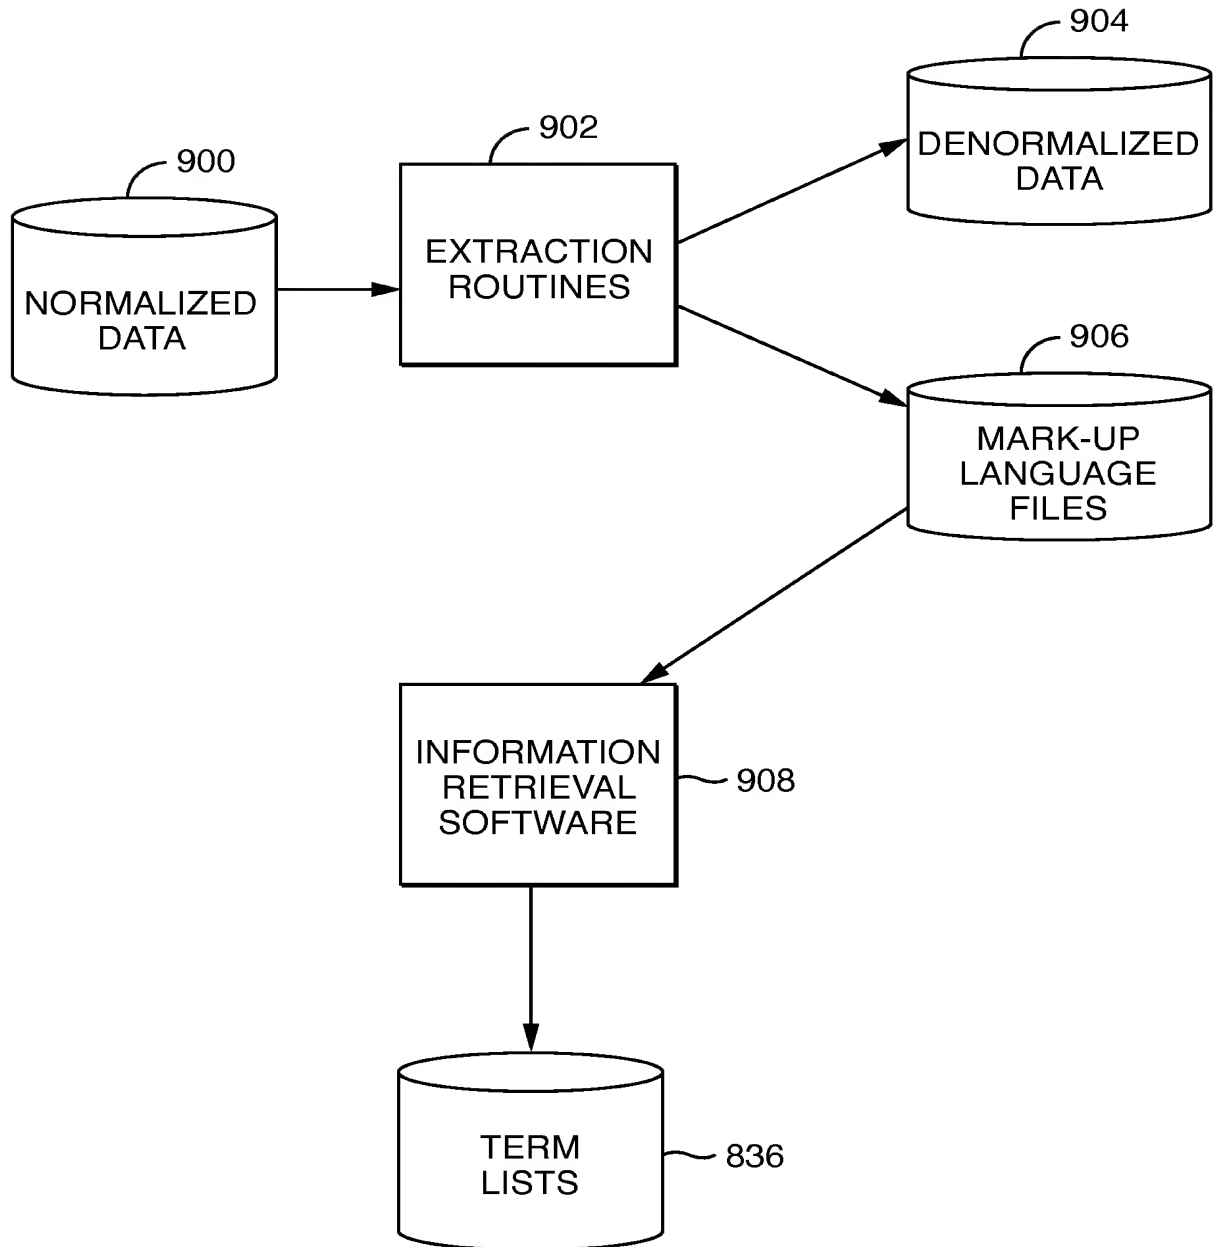 904
DENORMALIZED
DATA
902
EXTRACTION
ROUTINES
900
NORMALIZED
DATA
906
MARK-UP
LANGUAGE
FILES
INFORMATION
RETRIEVAL
SOFTWARE
908
TERM
LISTS
836